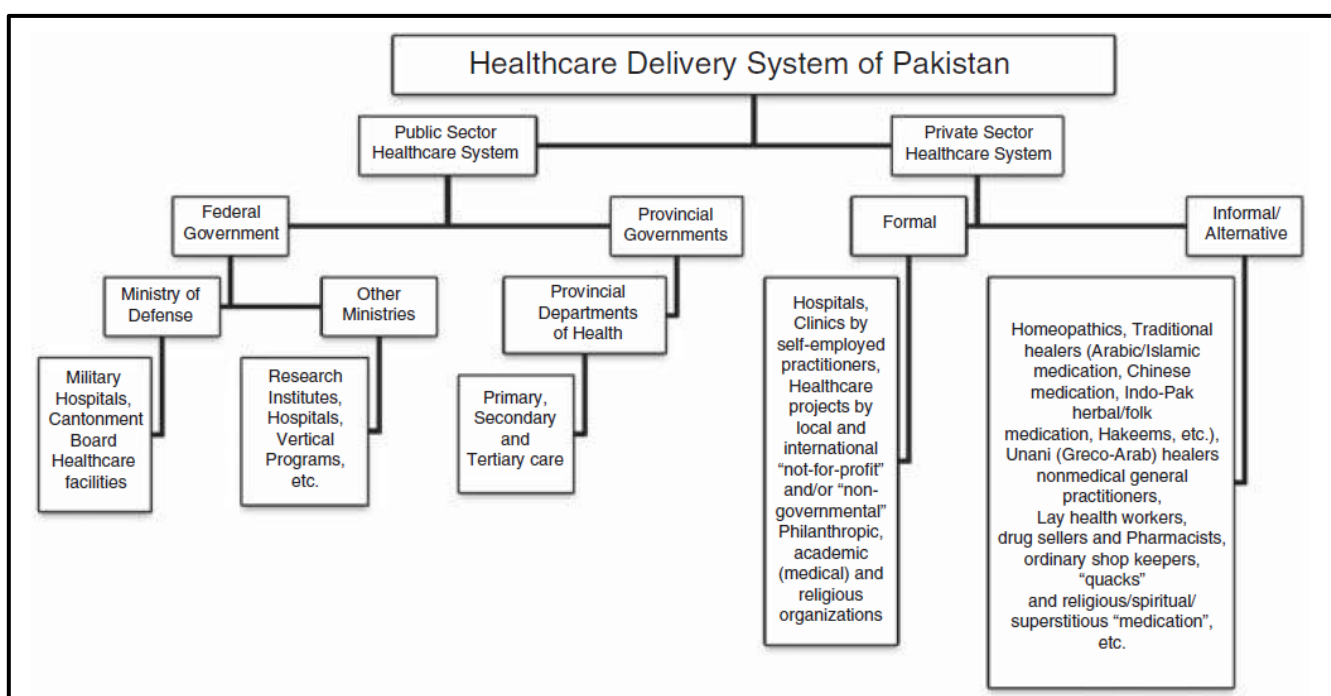 Healthcare Delivery System of Pakistan
Public Sector
Healthcare System
Private Sector
Healthcare System
Federal
Government
Provincial
Governments
Formal
Informal/
Alternative
Ministry of
Defense
Other
Ministries
Provincial
Departments
of Health
Military
Hospitals,
Cantonment
Board
Healthcare
facilities
Research
Institutes,
Hospitals,
Vertical
Programs,
etc.
Primary,
Secondary
and
Tertiary care
Hospitals,
Clinics by
self-employed
practitioners,
Healthcare
projects by
local and
international
“not-for-profit”
and/or “non-
governmental”
Philanthropic,
academic
(medical) and
religious
organizations
Homeopathics, Traditional
healers (Arabic/Islamic
medication, Chinese
medication, Indo-Pak
herbal/folk
medication, Hakeems, etc.),
Unani (Greco-Arab) healers
nonmedical general
practitioners,
Lay health workers,
drug sellers and Pharmacists,
ordinary shop keepers,
“quacks”
and religious/spiritual/
superstitious “medication”,
etc.